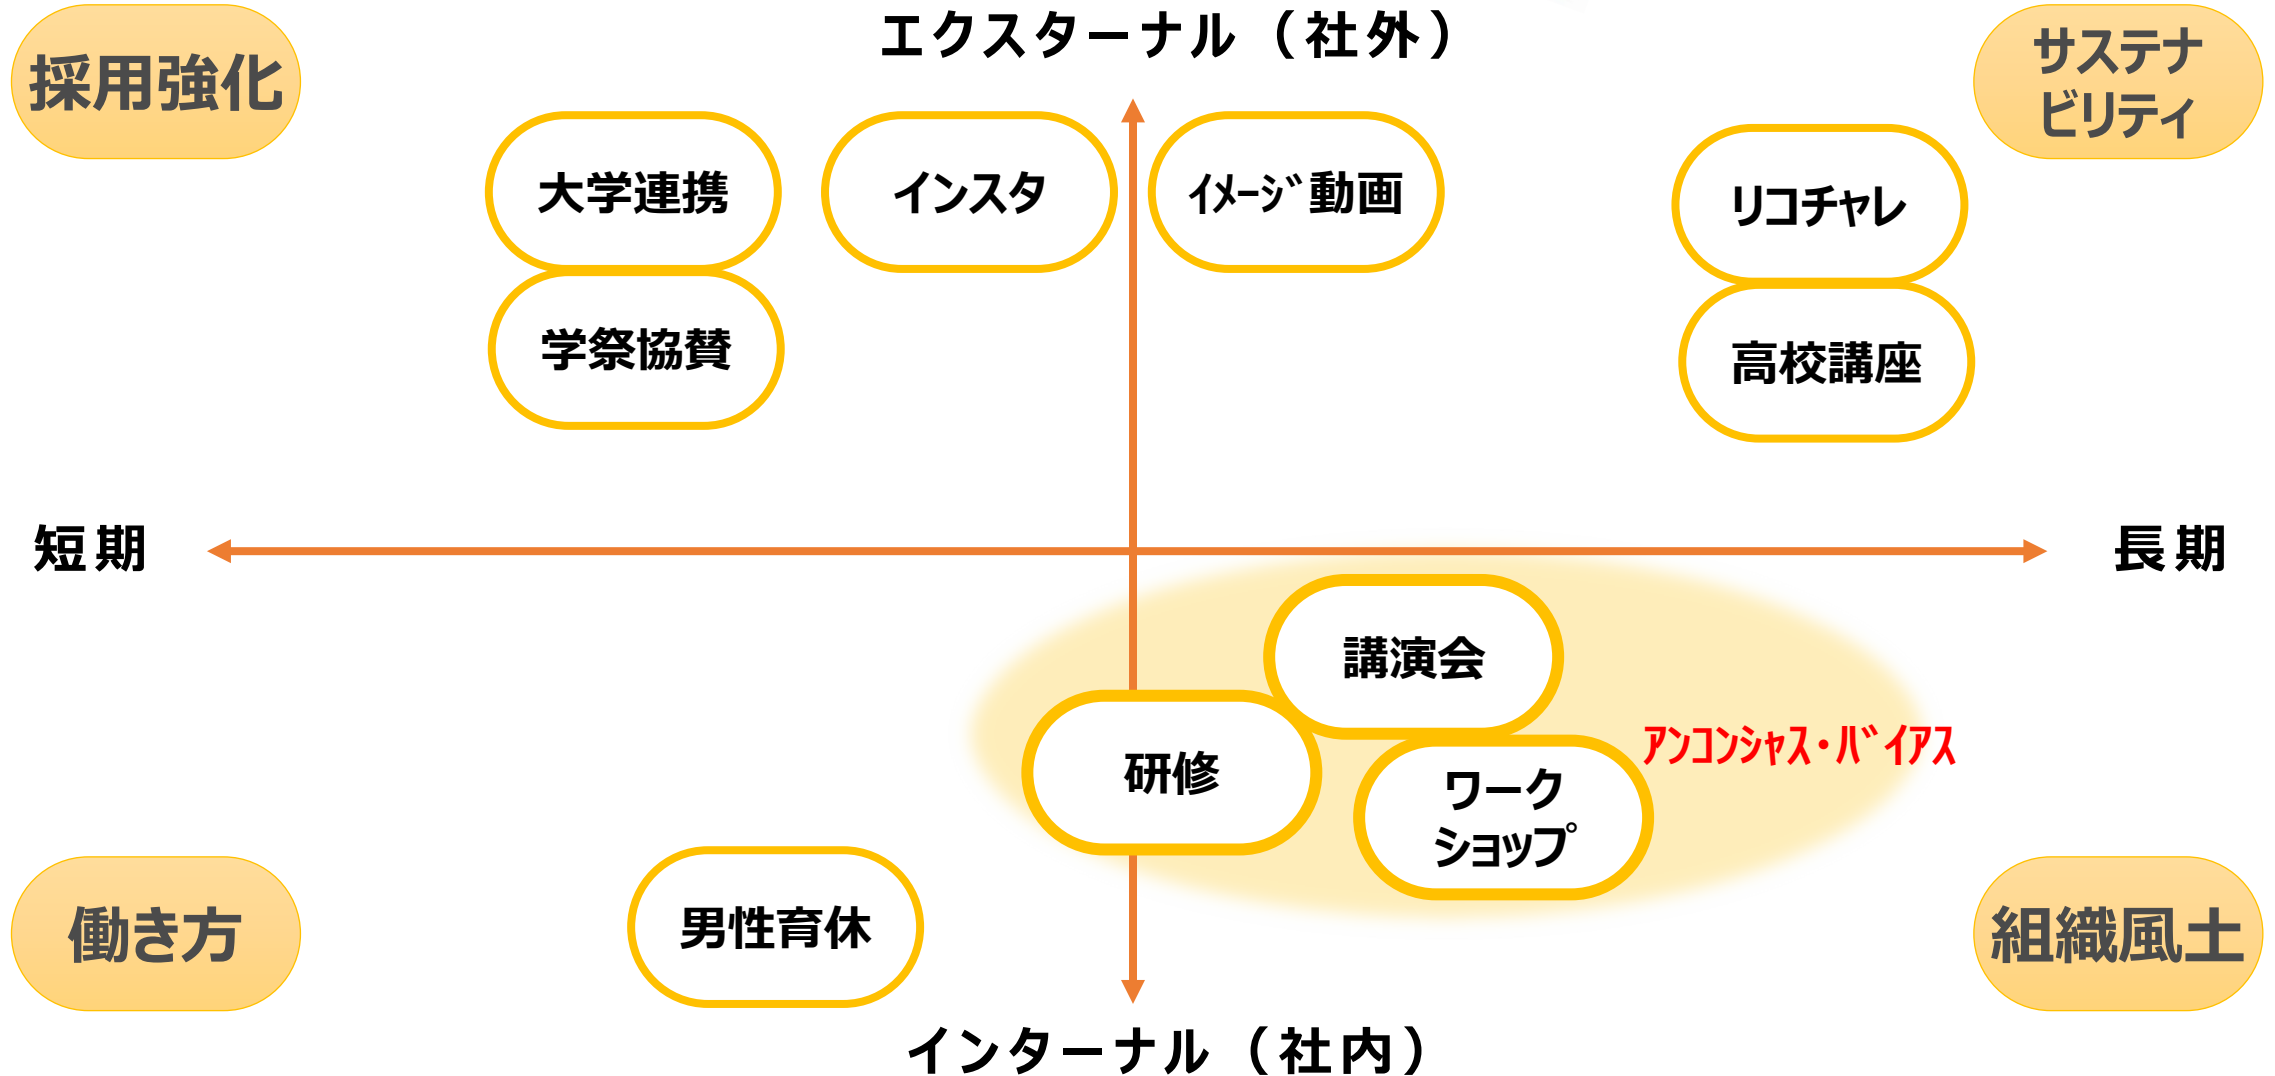 エクスターナル（社外）
採用強化
サステナ
ビリティ
大学連携
インスタ
ｲﾒｰｼﾞ動画
リコチャレ
学祭協賛
高校講座
短期
長期
講演会
研修
ｱﾝｺﾝｼｬｽ・ﾊﾞｲｱｽ
ワーク
ショップ
男性育休
働き方
組織風土
インターナル（社内）